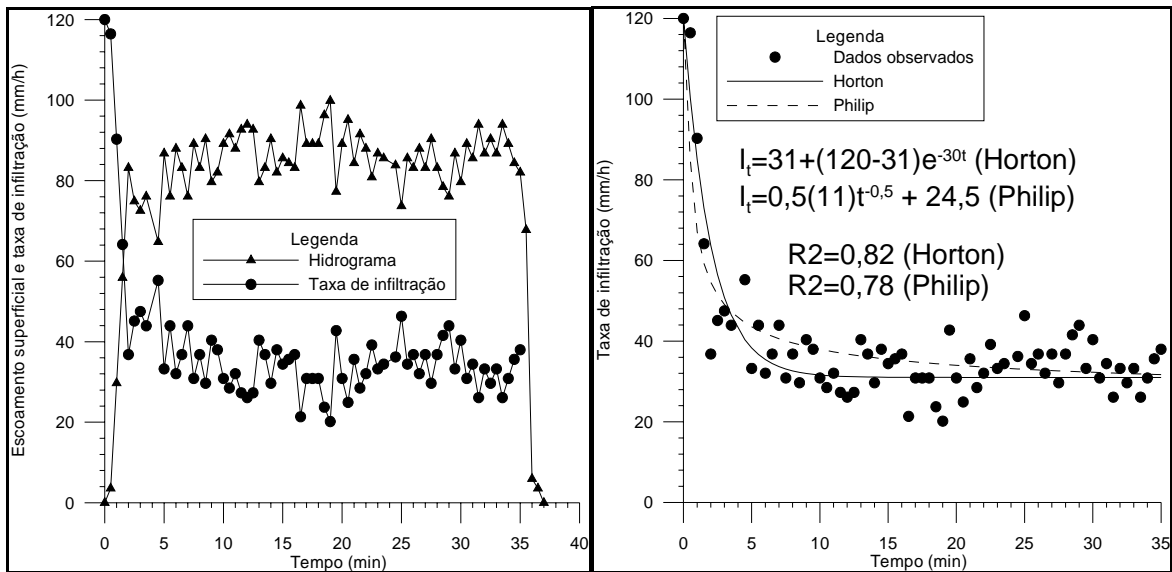 Escoamento superficial e taxa de infiltração (mm/h)
120
100
80
60
40
20
0
Legenda
Hidrograma
Taxa de infiltração
0 5 10 15 20 25 30 35 40
Tempo (min)
Taxa de infiltração (mm/h)
120
100
80
60
40
20
0
Legenda
Dados observados
Horton
Philip
It=31+(120-31)e-30t (Horton)
It=0,5(11)t-0,5 + 24,5 (Philip)
R2=0,82 (Horton)
R2=0,78 (Philip)
0 5 10 15 20 25 30 35
Tempo (min)